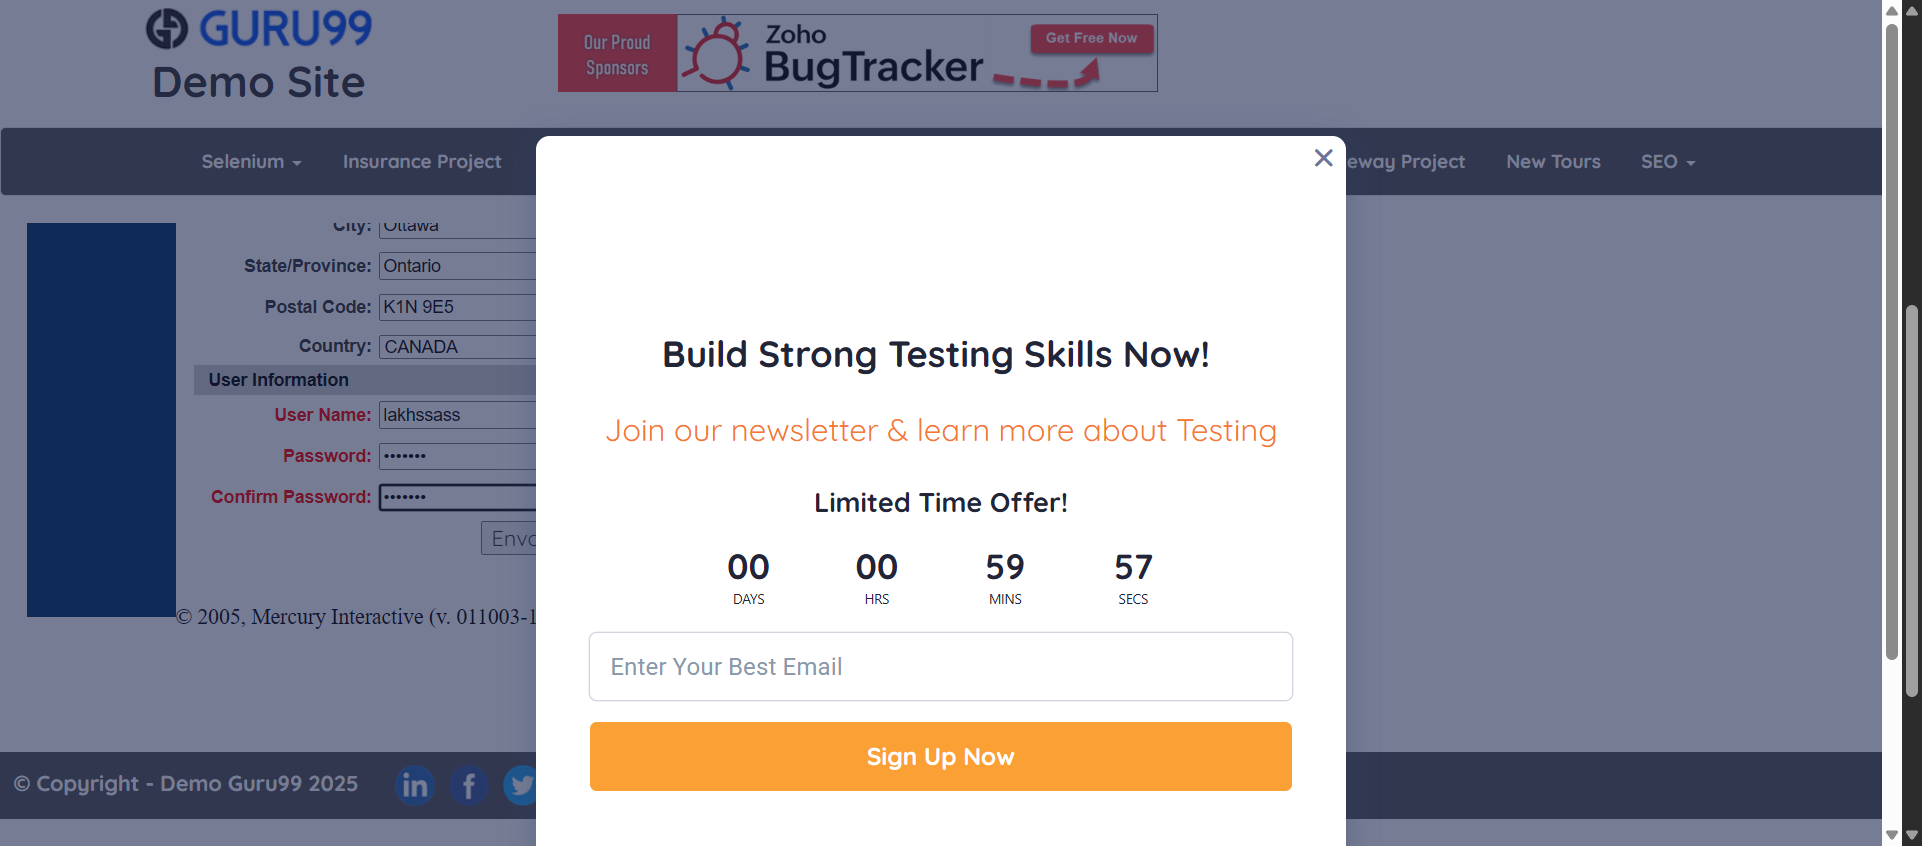 GURU99
Demo Site
Our Proud
Sponsors
Zoho
BugTracker
Get Free Now
Selenium
Insurance Project
eway Project
New Tours
SEO
City: Ottawa
State/Province: Ontario
Postal Code: K1N 9E5
Country: CANADA
User Information
User Name: lakhssass
Password: •••••••
Confirm Password: •••••••
Envo
© 2005, Mercury Interactive (v. 011003-1
Build Strong Testing Skills Now!
Join our newsletter & learn more about Testing
Limited Time Offer!
00 00 59 57
DAYS HRS MINS SECS
Enter Your Best Email
Sign Up Now
© Copyright - Demo Guru99 2025